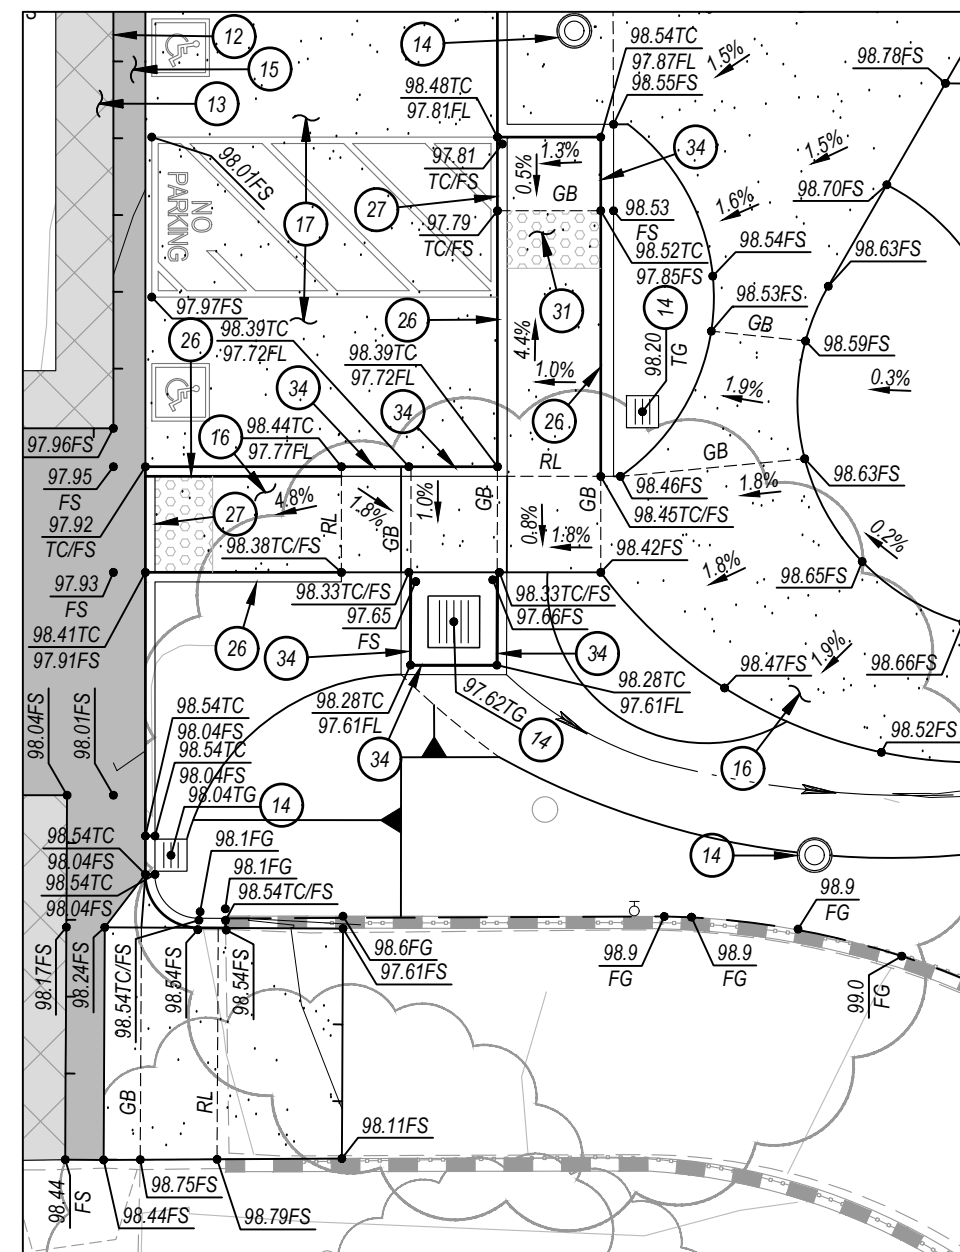 12
15
13
14
98.54TC
97.87FL
98.55FS
1.5%
98.78FS
98.48TC
97.81FL
98.01FS
NO
PARKING
17
97.81
TC/FS
27
97.79
TC/FS
0.5%
1.3%
GB
34
1.5%
98.70FS
1.6%
98.53
FS
98.52TC
97.85FS
98.54FS
98.63FS
97.97FS
26
98.39TC
97.72FL
98.39TC
97.72FL
26
31
4.4%
1.0%
14
98.20
TG
98.53FS
GB
98.59FS
0.3%
1.9%
34
34
26
16
98.44TC
97.77FL
97.96FS
97.95
FS
97.92
TC/FS
97.93
FS
98.41TC
97.91FS
4.8%
27
RL
1.8%
GB
1.0%
GB
RL
0.8%
1.8%
GB
98.46FS
98.45TC/FS
GB
1.8%
98.63FS
98.38TC/FS
98.33TC/FS
97.65
FS
98.33TC/FS
97.66FS
98.42FS
1.8%
0.2%
98.65FS
26
34
34
98.28TC
97.61FL
34
97.62TG
14
98.28TC
97.61FL
98.47FS
1.9%
98.66FS
98.52FS
16
98.04FS
98.01FS
98.54TC
98.04FS
98.54TC
98.04FS
98.04TG
14
98.54TC
98.04FS
98.54TC
98.04FS
98.1FG
98.1FG
98.54TC/FS
14
98.9
FG
98.17FS
98.24FS
98.54TC/FS
98.54FS
98.54FS
98.6FG
97.61FS
98.9
FG
98.9
FG
99.0
FG
GB
RL
98.11FS
98.44
FS
98.75FS
98.44FS
98.79FS